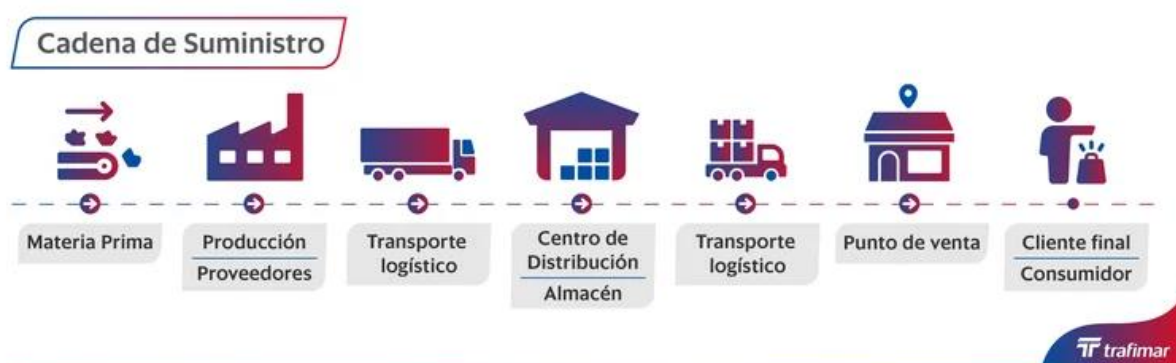 Cadena de Suministro
Materia Prima
Producción
Proveedores
Transporte
logístico
Centro de
Distribución
Almacén
Transporte
logístico
Punto de venta
Cliente final
Consumidor
trafimar